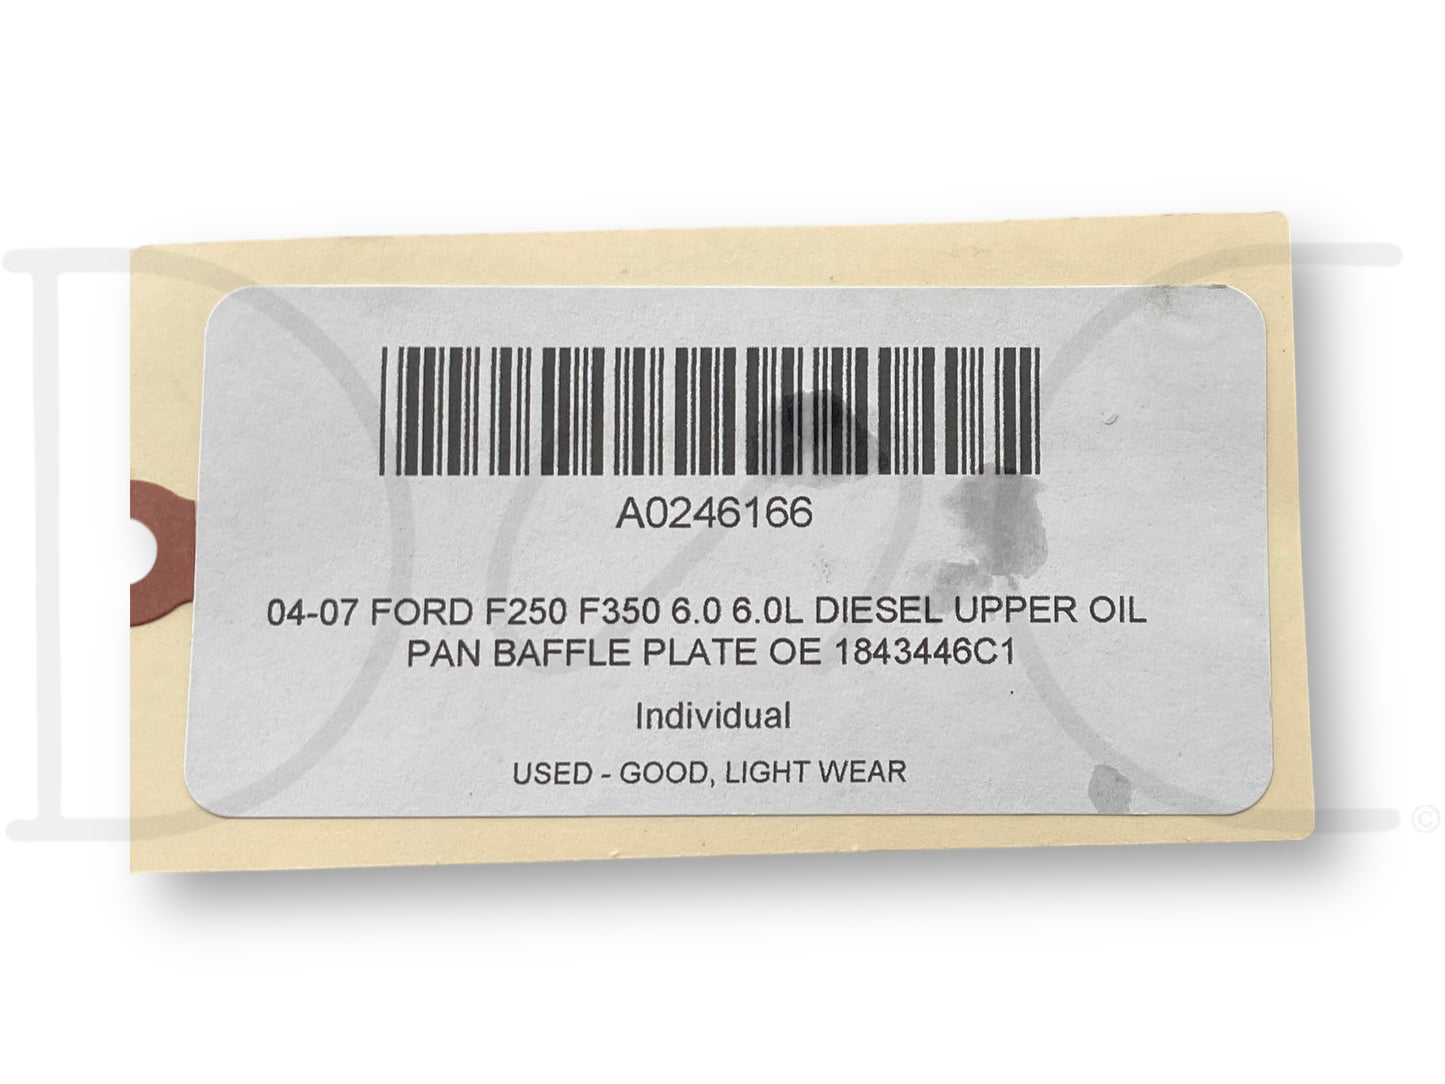 A0246166
04-07 FORD F250 F350 6.0 6.0L DIESEL UPPER OIL
PAN BAFFLE PLATE OE 1843446C1
Individual
USED - GOOD, LIGHT WEAR
©